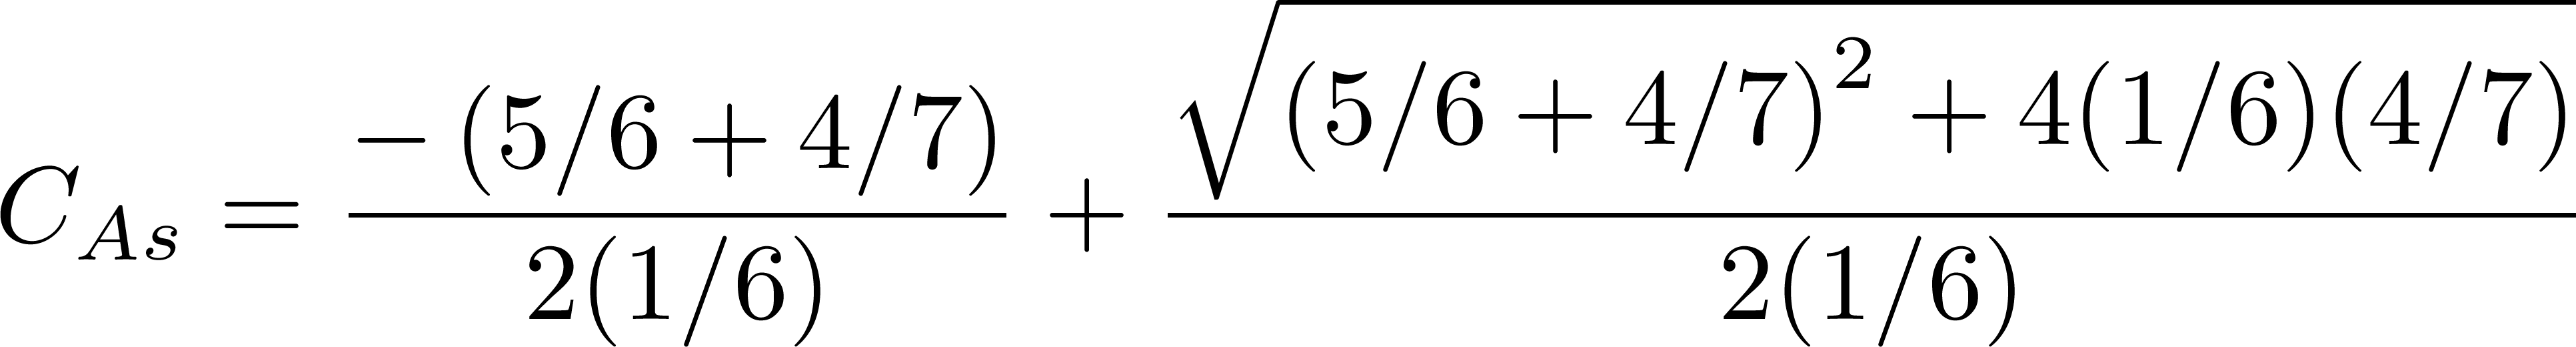 $C_{As} = \frac{-(5/6+4/7)}{2(1/6)} + \frac{\sqrt{(5/6+4/7)^2+4(1/6)(4/7)}}{2(1/6)}$